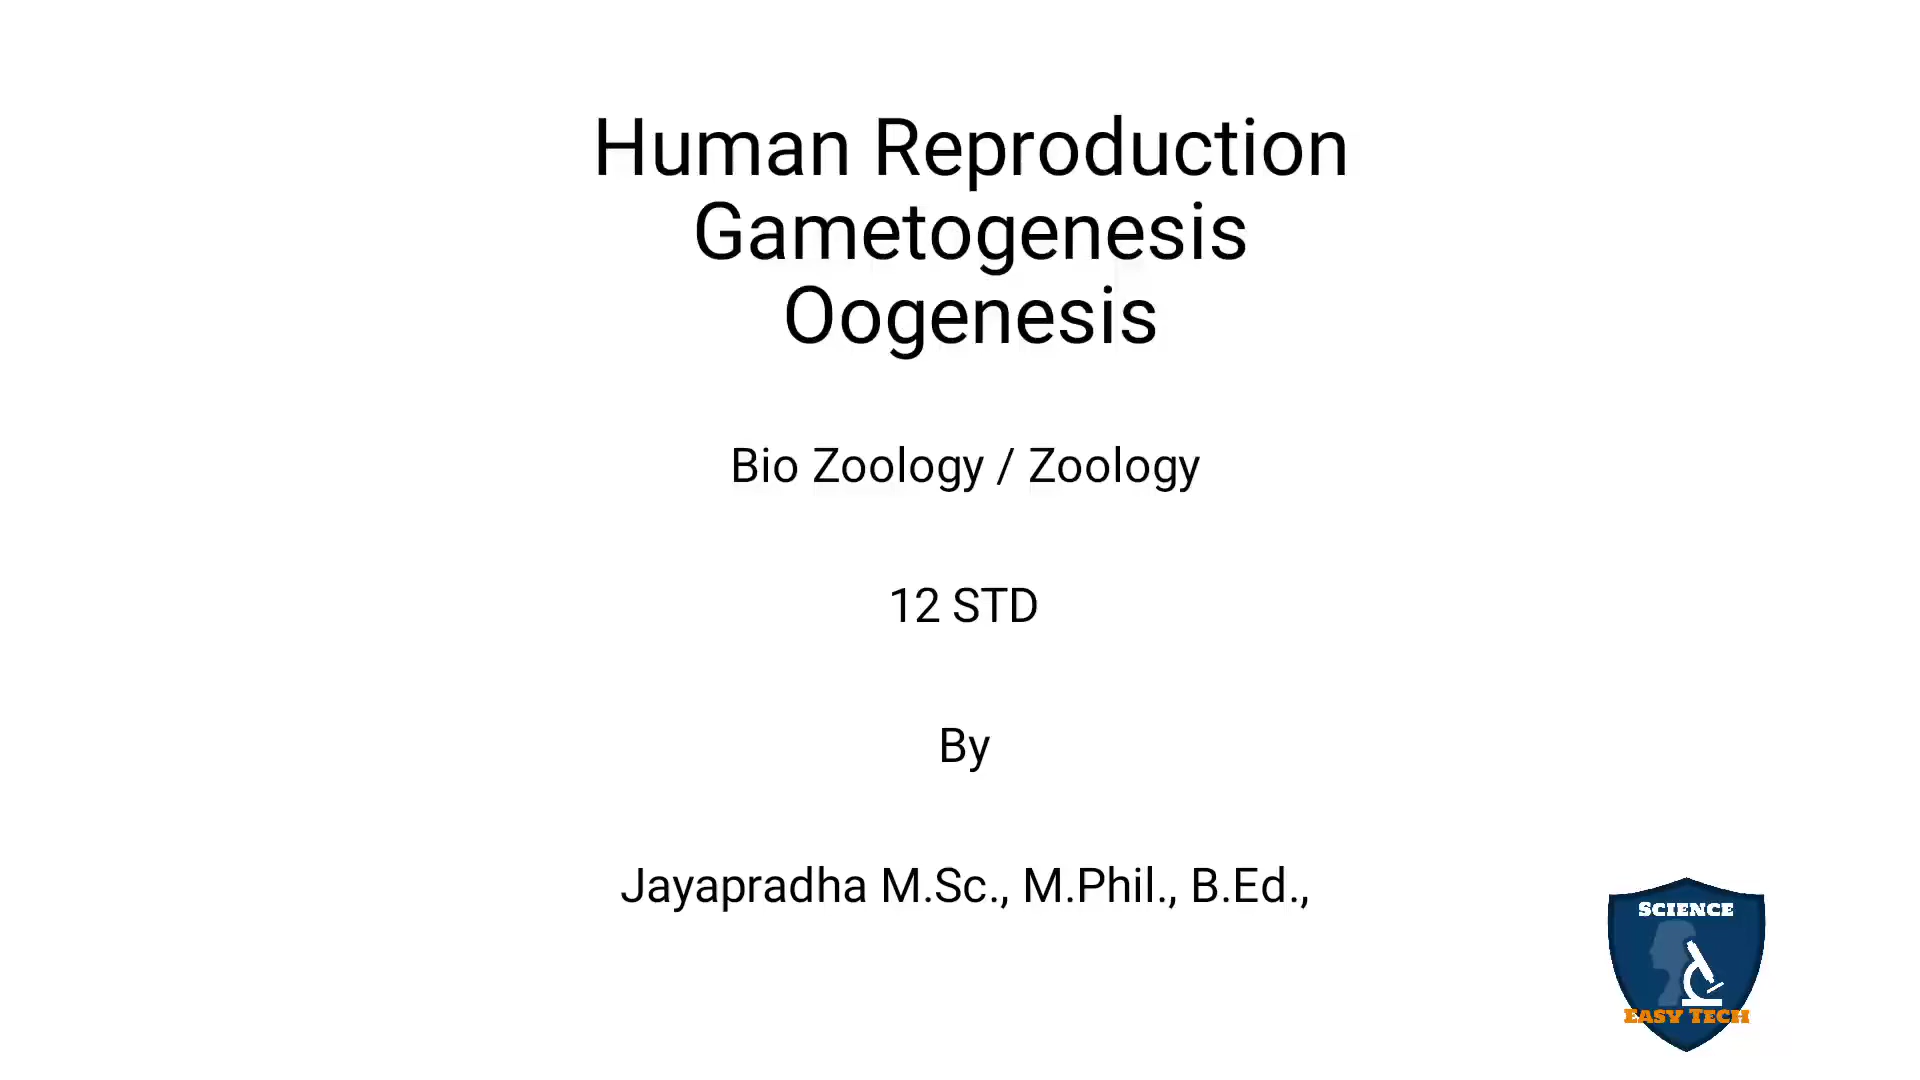 Human Reproduction
Gametogenesis
Oogenesis
Bio Zoology / Zoology
12 STD
By
Jayapradha M.Sc., M.Phil., B.Ed.,
SCIENCE
EASY TECH